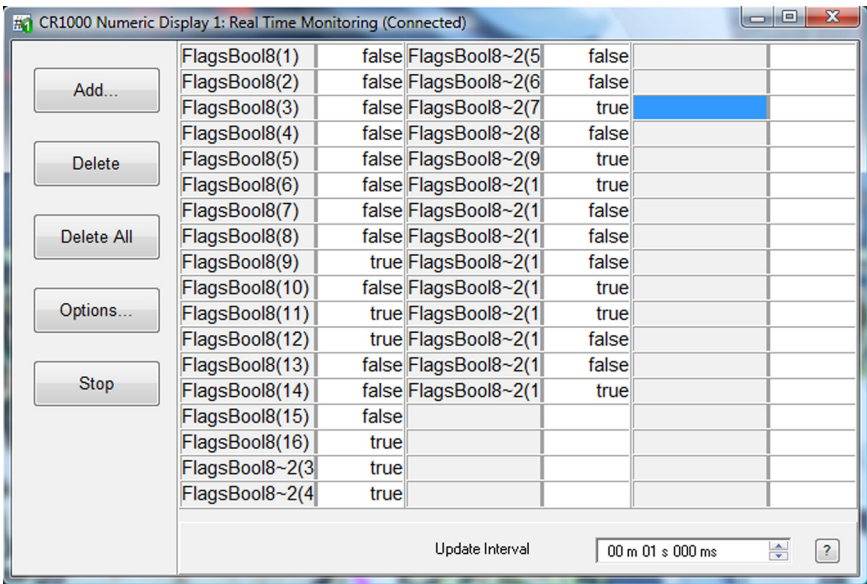 CR1000 Numeric Display 1: Real Time Monitoring (Connected)
Add...
Delete
Delete All
Options...
Stop
FlagsBool8(1) false FlagsBool8~2(5 false
FlagsBool8(2) false FlagsBool8~2(6 false
FlagsBool8(3) false FlagsBool8~2(7 true
FlagsBool8(4) false FlagsBool8~2(8 false
FlagsBool8(5) false FlagsBool8~2(9 true
FlagsBool8(6) false FlagsBool8~2(1 true
FlagsBool8(7) false FlagsBool8~2(1 false
FlagsBool8(8) false FlagsBool8~2(1 false
FlagsBool8(9) true FlagsBool8~2(1 false
FlagsBool8(10) false FlagsBool8~2(1 true
FlagsBool8(11) true FlagsBool8~2(1 true
FlagsBool8(12) true FlagsBool8~2(1 false
FlagsBool8(13) false FlagsBool8~2(1 false
FlagsBool8(14) false FlagsBool8~2(1 true
FlagsBool8(15) false
FlagsBool8(16) true
FlagsBool8~2(3 true
FlagsBool8~2(4 true
Update Interval 00 m 01 s 000 ms ?